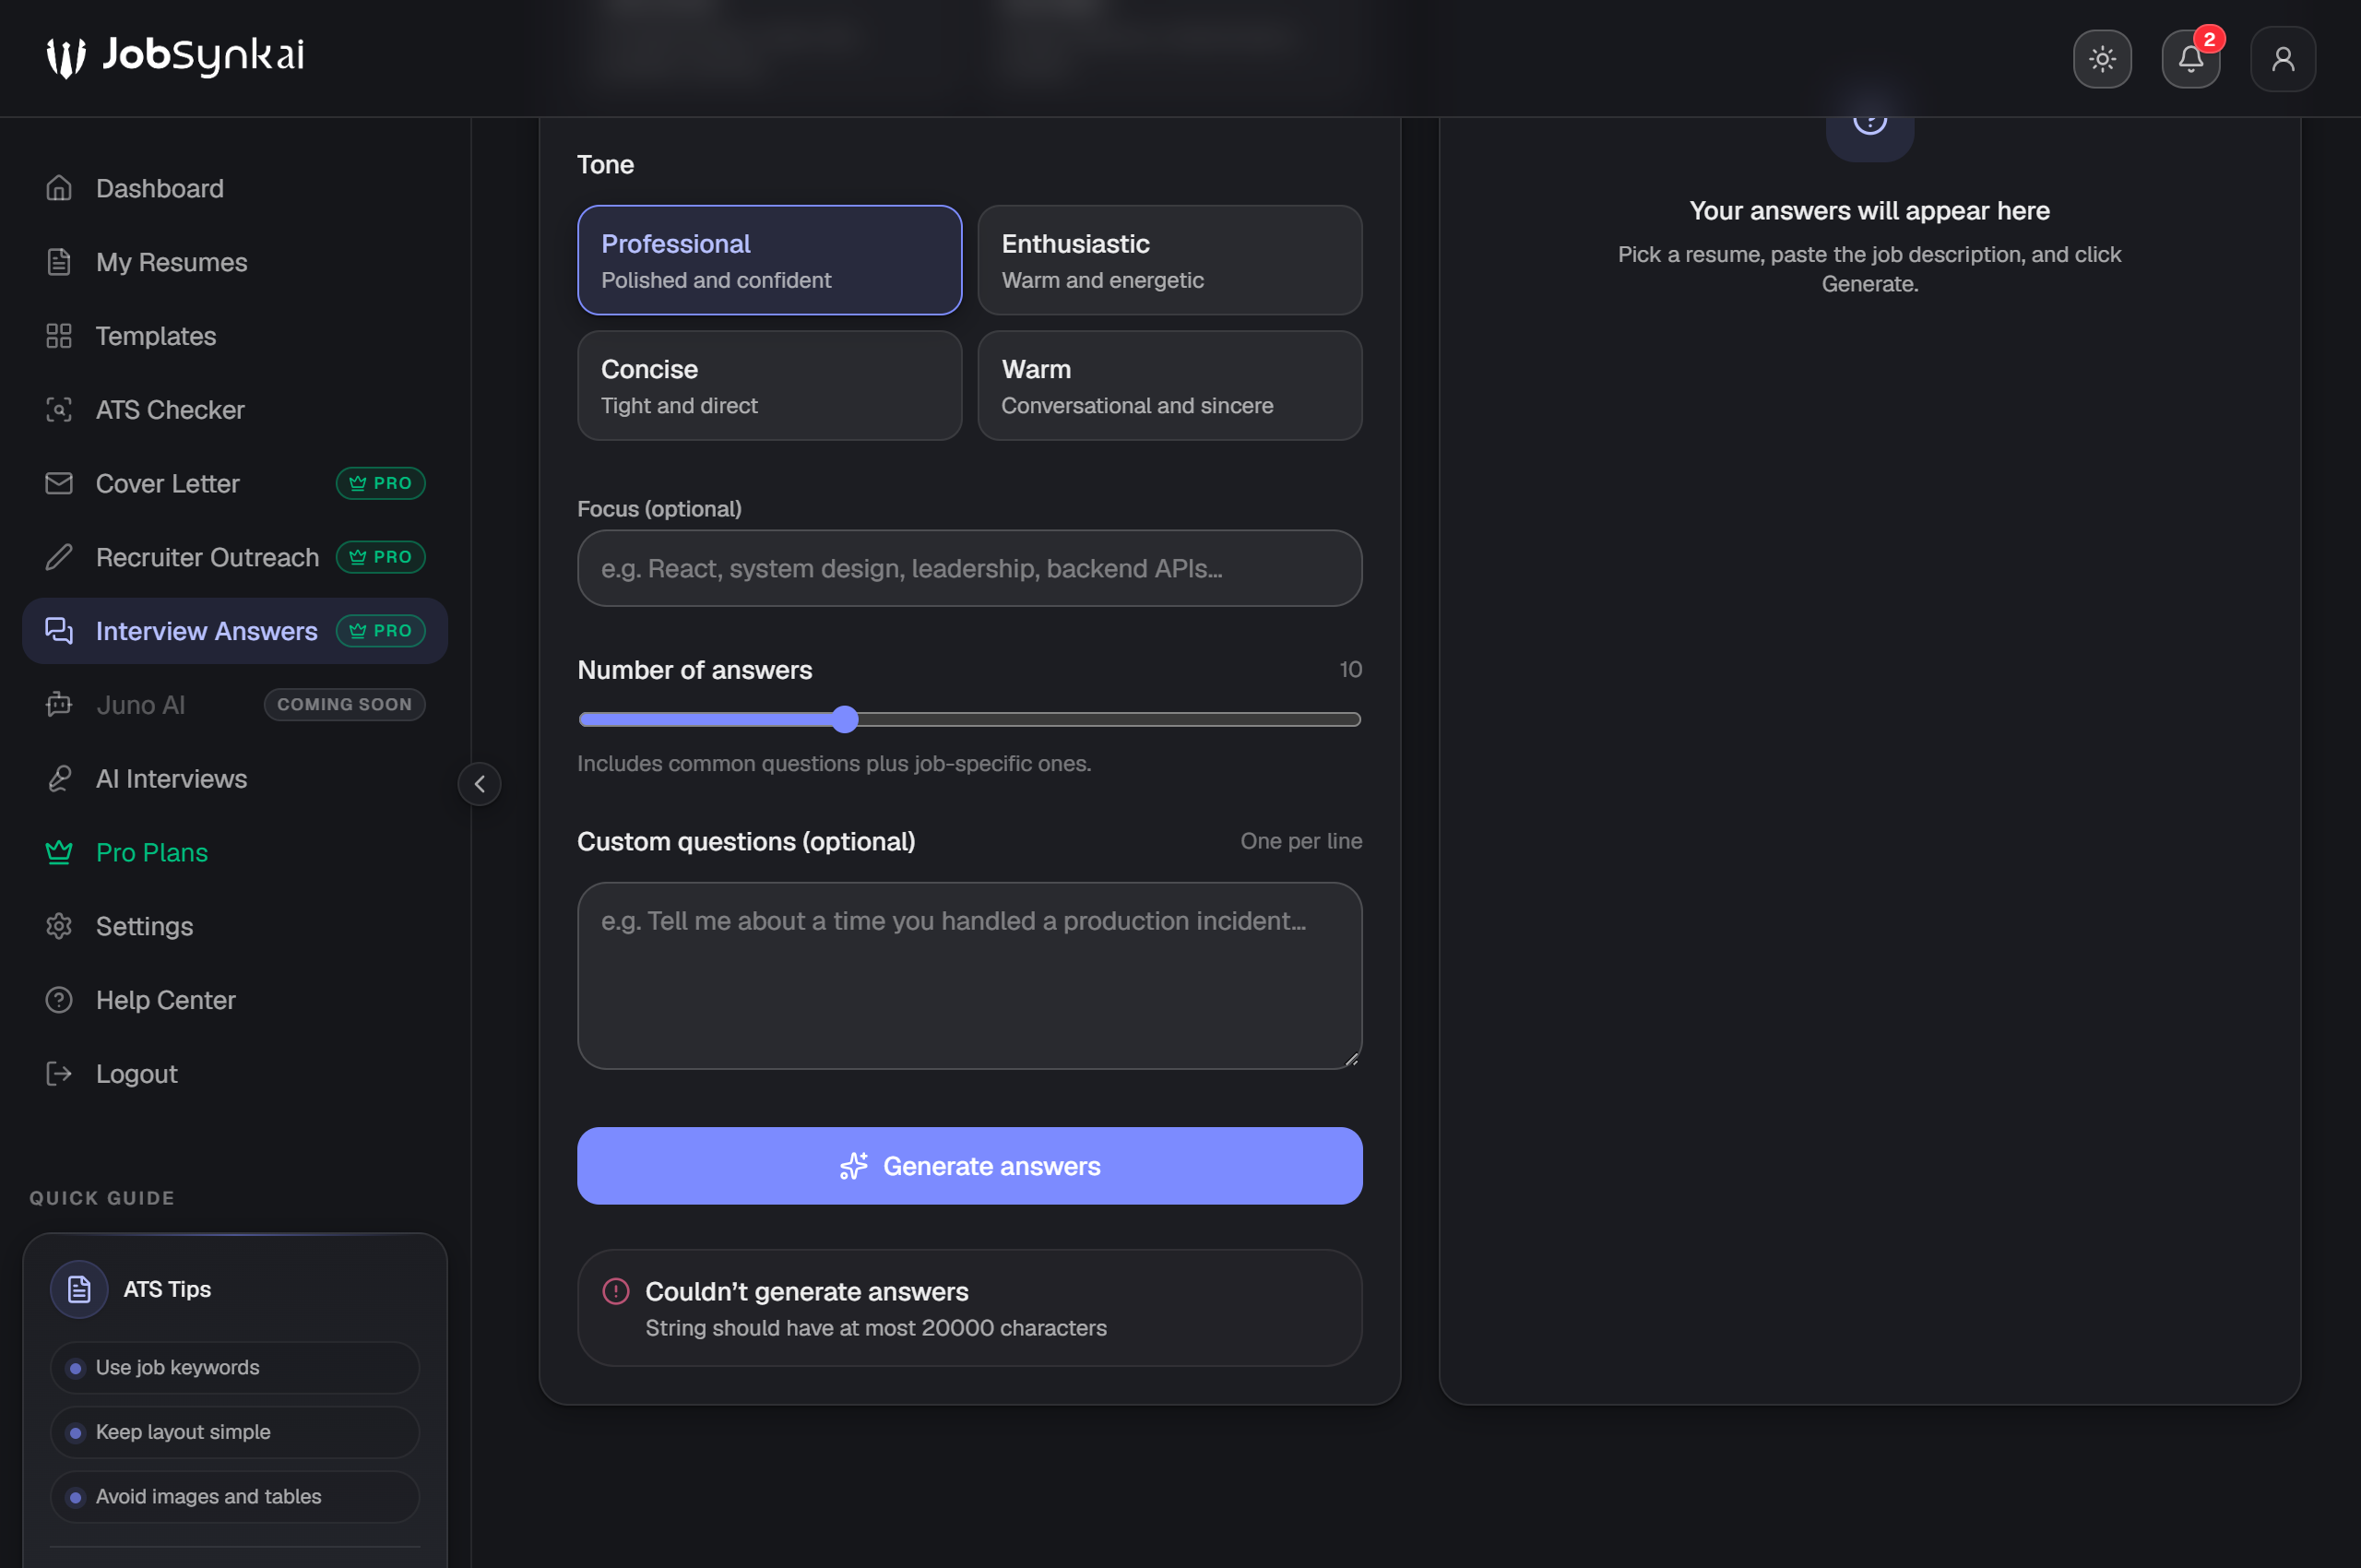 JobSynkai
2
Dashboard
My Resumes
Templates
ATS Checker
Cover Letter
PRO
Recruiter Outreach
PRO
Interview Answers
PRO
Juno AI
COMING SOON
AI Interviews
Pro Plans
Settings
Help Center
Logout
QUICK GUIDE
ATS Tips
Use job keywords
Keep layout simple
Avoid images and tables
Tone
Professional
Polished and confident
Enthusiastic
Warm and energetic
Concise
Tight and direct
Warm
Conversational and sincere
Focus (optional)
e.g. React, system design, leadership, backend APIs...
Number of answers
10
Includes common questions plus job-specific ones.
Custom questions (optional)
One per line
e.g. Tell me about a time you handled a production incident...
Generate answers
Couldn’t generate answers
String should have at most 20000 characters
Your answers will appear here
Pick a resume, paste the job description, and click
Generate.